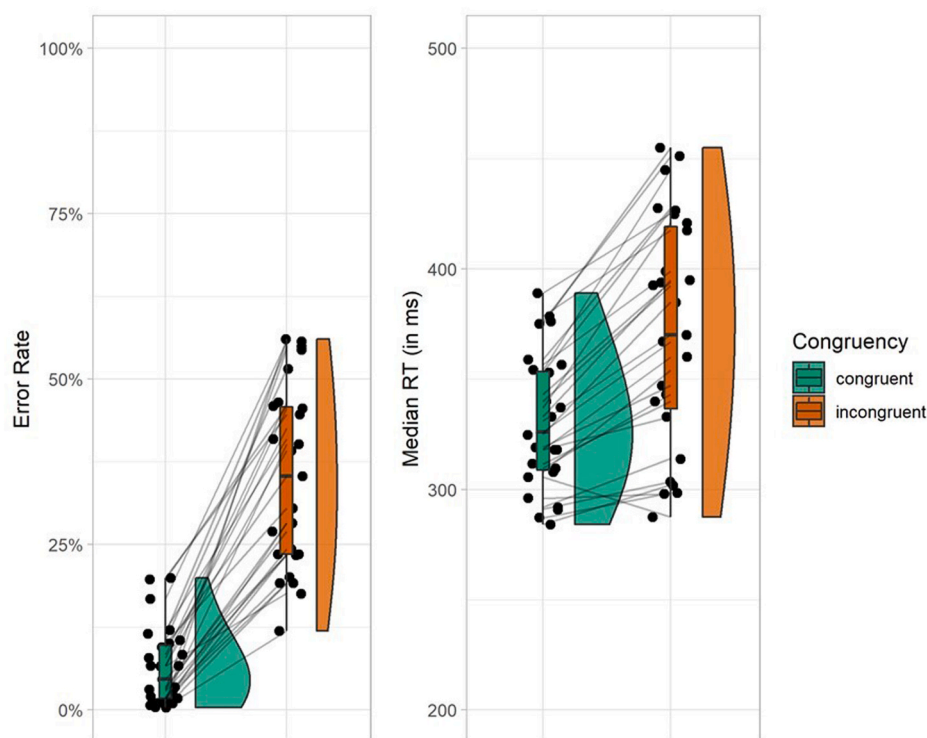 Error Rate
100%
75%
50%
25%
0%
Median RT (in ms)
500
400
300
200
Congruency
congruent
incongruent